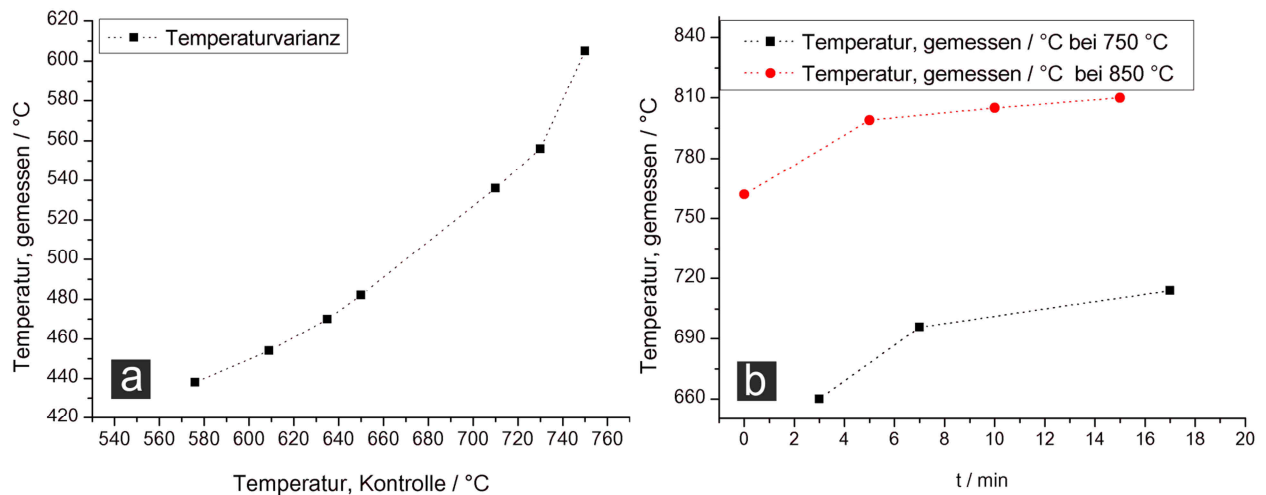 Temperaturvarianz
Temperatur, gemessen / °C
620
600
580
560
540
520
500
480
460
440
420
540 560 580 600 620 640 660 680 700 720 740 760
Temperatur, Kontrolle / °C
a
Temperatur, gemessen / °C bei 750 °C
Temperatur, gemessen / °C bei 850 °C
Temperatur, gemessen / °C
840
810
780
750
720
690
660
0 2 4 6 8 10 12 14 16 18 20
t / min
b